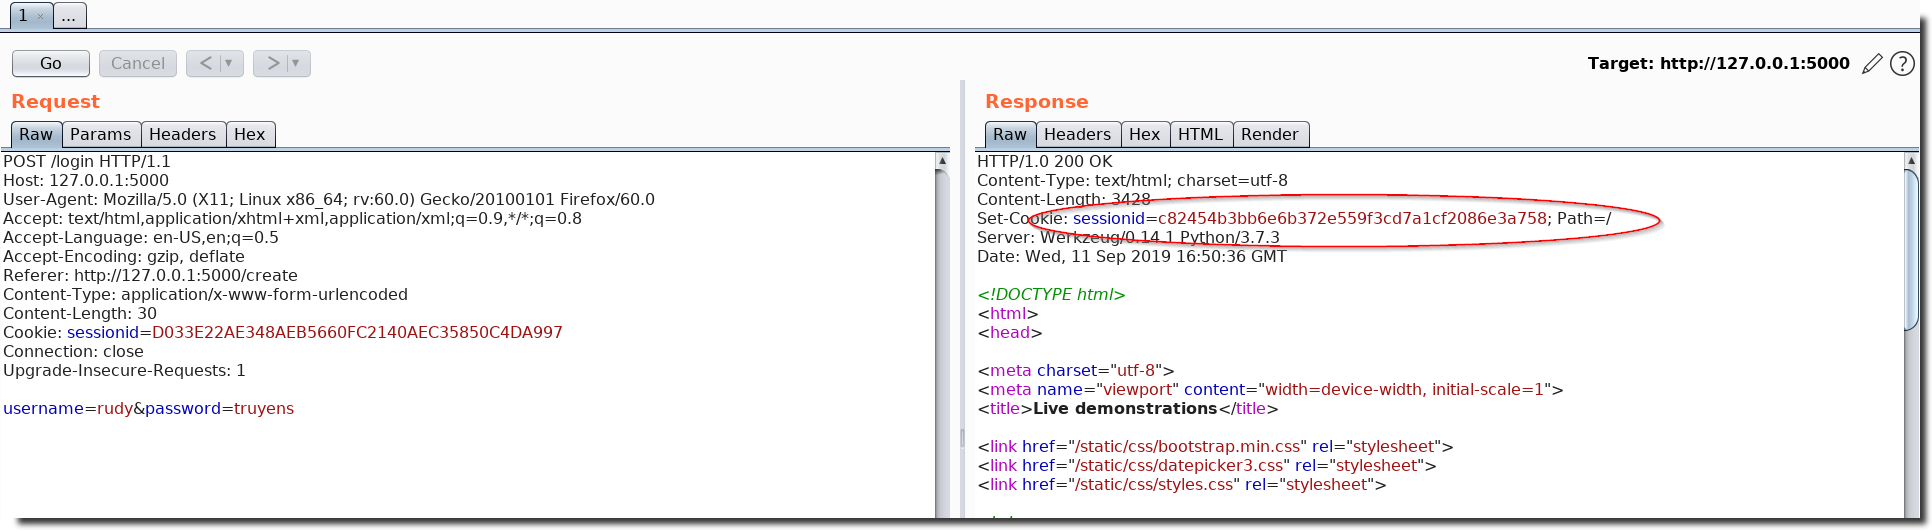 1 × ...
Go Cancel < > Target: http://127.0.0.1:5000 ?
Request
Raw Params Headers Hex
POST /login HTTP/1.1
Host: 127.0.0.1:5000
User-Agent: Mozilla/5.0 (X11; Linux x86_64; rv:60.0) Gecko/20100101 Firefox/60.0
Accept: text/html,application/xhtml+xml,application/xml;q=0.9,*/*;q=0.8
Accept-Language: en-US,en;q=0.5
Accept-Encoding: gzip, deflate
Referer: http://127.0.0.1:5000/create
Content-Type: application/x-www-form-urlencoded
Content-Length: 30
Cookie: sessionid=D033E22AE348AEB5660FC2140AEC35850C4DA997
Connection: close
Upgrade-Insecure-Requests: 1
username=rudy&password=truyens
Response
Raw Headers Hex HTML Render
HTTP/1.0 200 OK
Content-Type: text/html; charset=utf-8
Content-Length: 3428
Set-Cookie: sessionid=c82454b3bb6e6b372e559f3cd7a1cf2086e3a758; Path=/
Server: Werkzeug/0.14.1 Python/3.7.3
Date: Wed, 11 Sep 2019 16:50:36 GMT
<!DOCTYPE html>
<html>
<head>
<meta charset="utf-8">
<meta name="viewport" content="width=device-width, initial-scale=1">
<title>Live demonstrations</title>
<link href="/static/css/bootstrap.min.css" rel="stylesheet">
<link href="/static/css/datepicker3.css" rel="stylesheet">
<link href="/static/css/styles.css" rel="stylesheet">